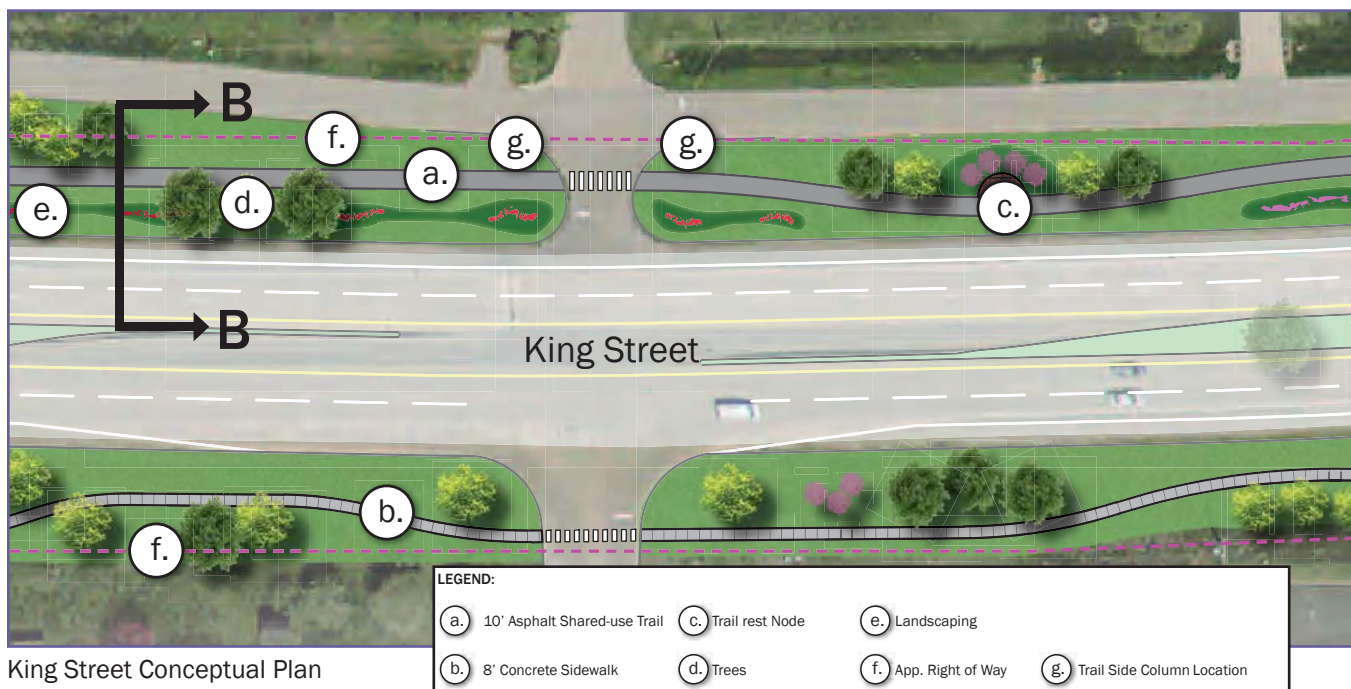 B
f.
g.
g.
a.
e.
d.
c.
B
King Street
b.
f.
LEGEND:
a. 10' Asphalt Shared-use Trail c. Trail rest Node e. Landscaping
b. 8' Concrete Sidewalk d. Trees f. App. Right of Way g. Trail Side Column Location
King Street Conceptual Plan